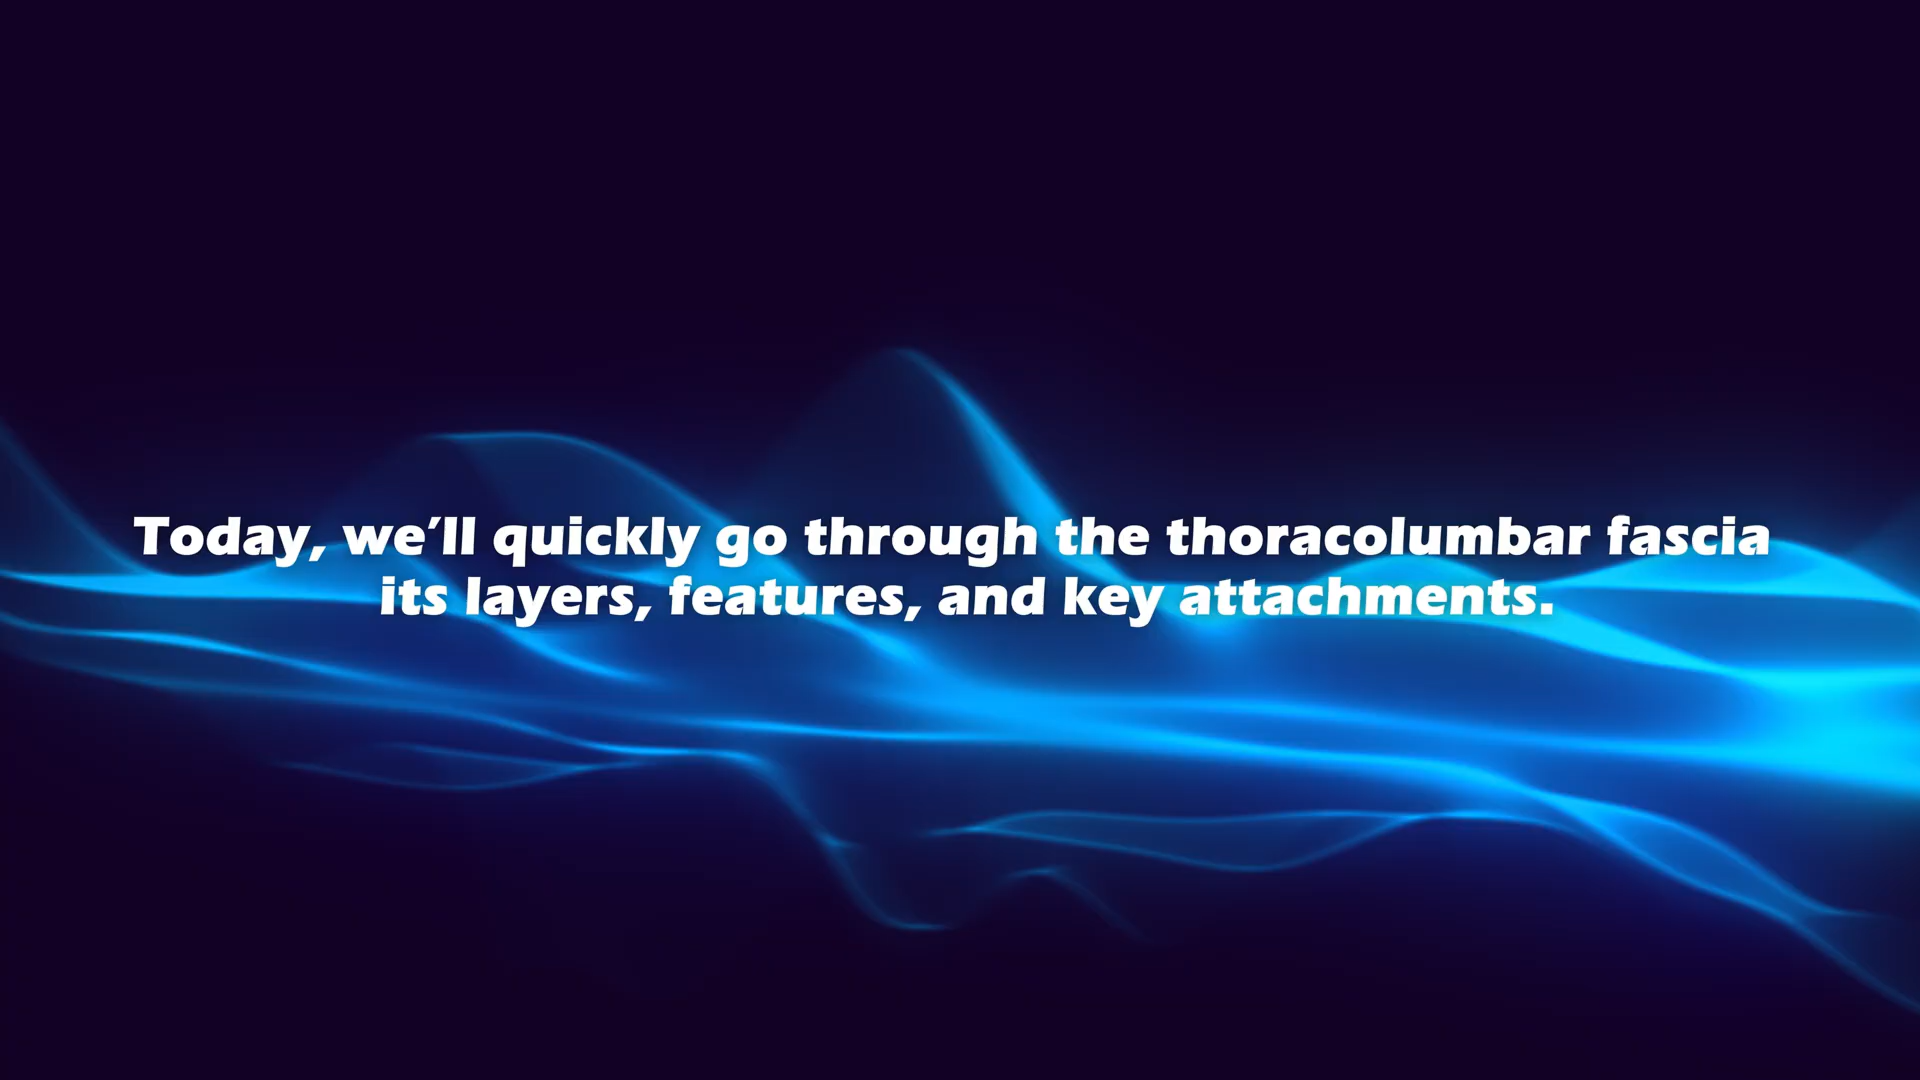 Today, we’ll quickly go through the thoracolumbar fascia
its layers, features, and key attachments.